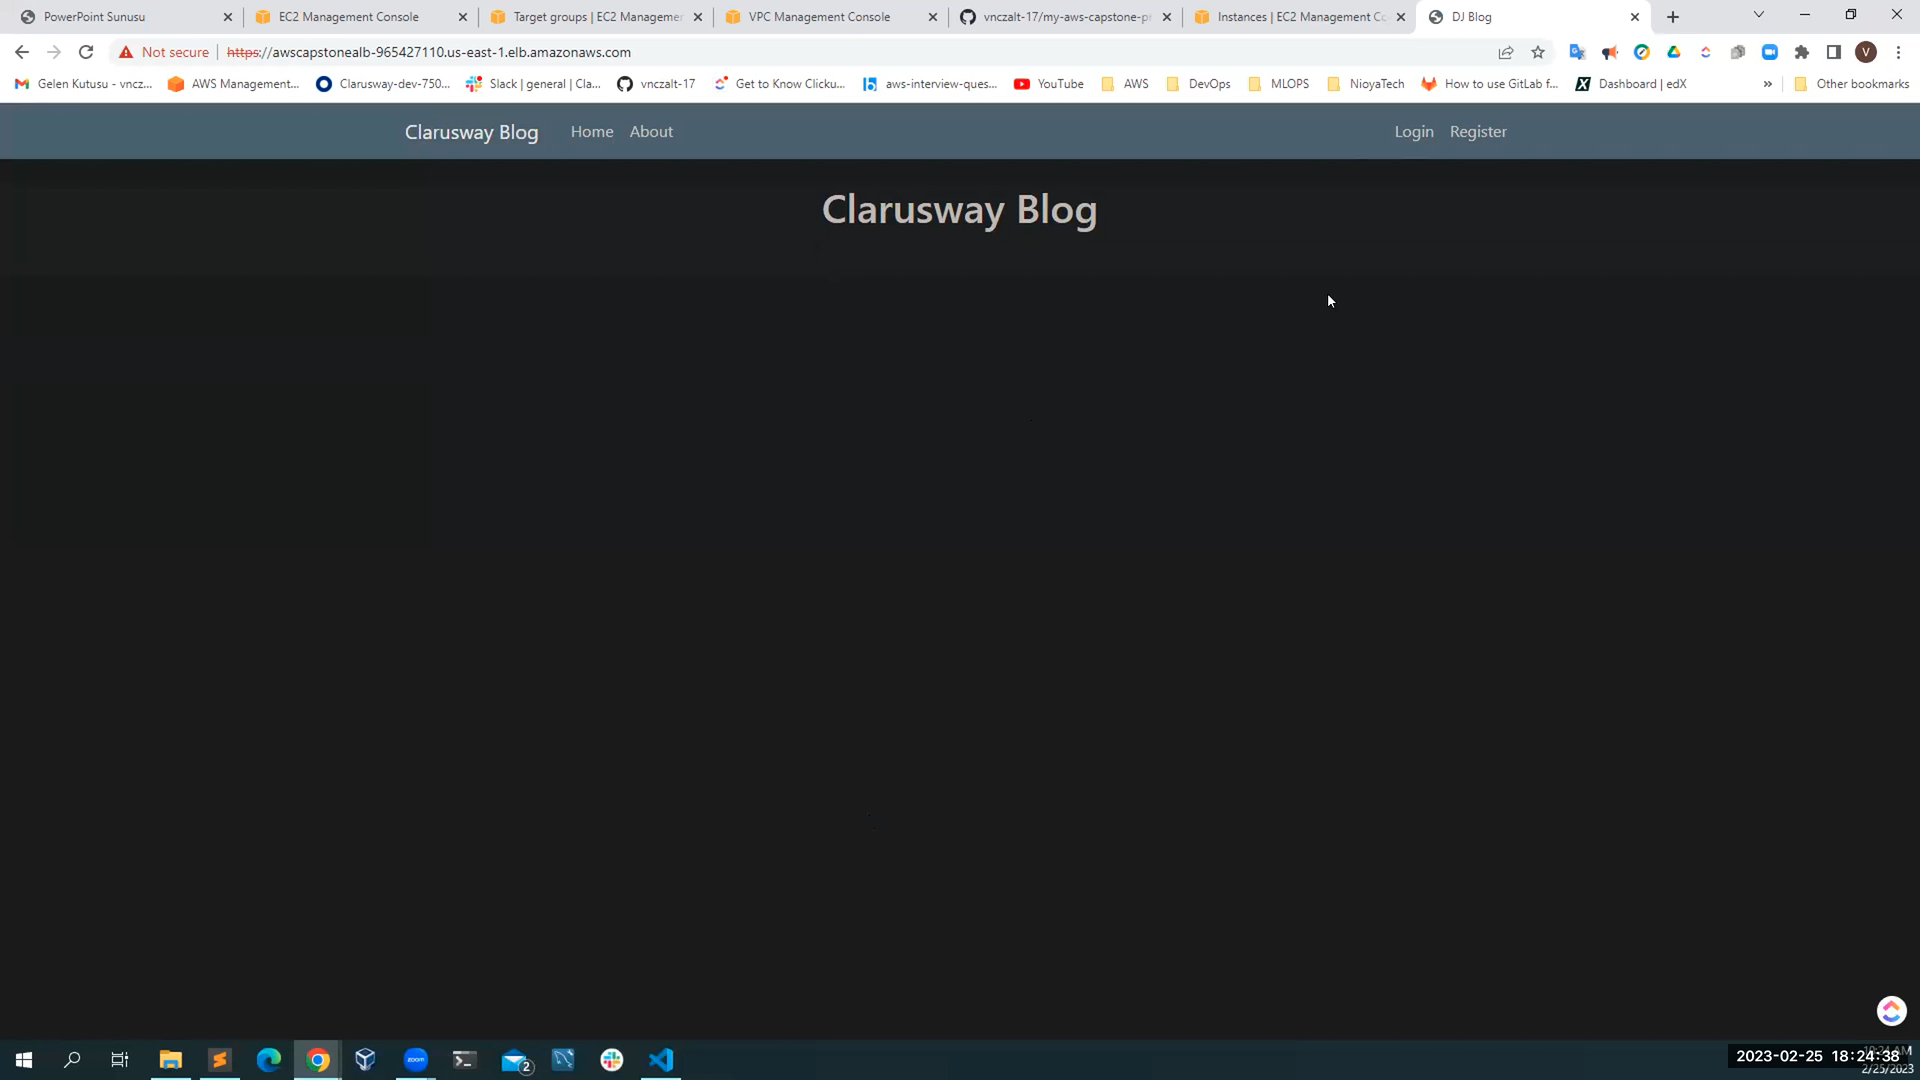 PowerPoint Sunusu
EC2 Management Console
Target groups | EC2 Manageme
VPC Management Console
vnczalt-17/my-aws-capstone-p
Instances | EC2 Management Co
DJ Blog
Not secure
https://awscapstonealb-965427110.us-east-1.elb.amazonaws.com
V
Gelen Kutusu - vncz...
AWS Management...
Clarusway-dev-750...
Slack | general | Cla...
vnczalt-17
Get to Know Clicku...
aws-interview-ques...
YouTube
AWS
DevOps
MLOPS
NioyaTech
How to use GitLab f...
Dashboard | edX
»
Other bookmarks
Clarusway Blog
Home
About
Login
Register
Clarusway Blog
zoom
2
2023-02-25 18:24:38
2/25/2023